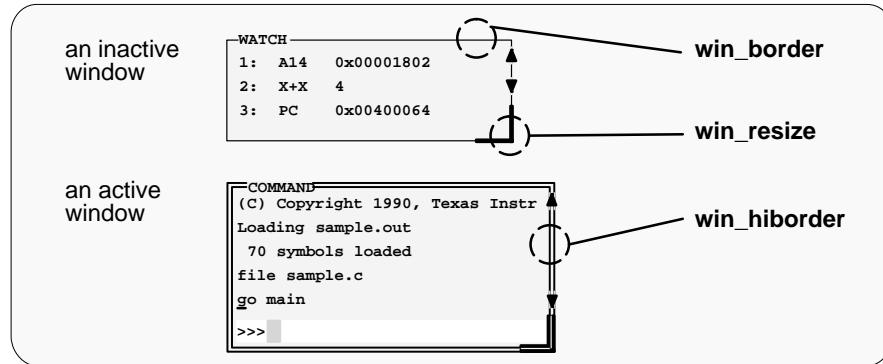 an inactive
window
WATCH
1: A14 0x00001802
2: X+X 4
3: PC 0x00400064
win_border
win_resize
an active
window
COMMAND
(C) Copyright 1990, Texas Instr
Loading sample.out
70 symbols loaded
file sample.c
go main
>>>
win_hiborder